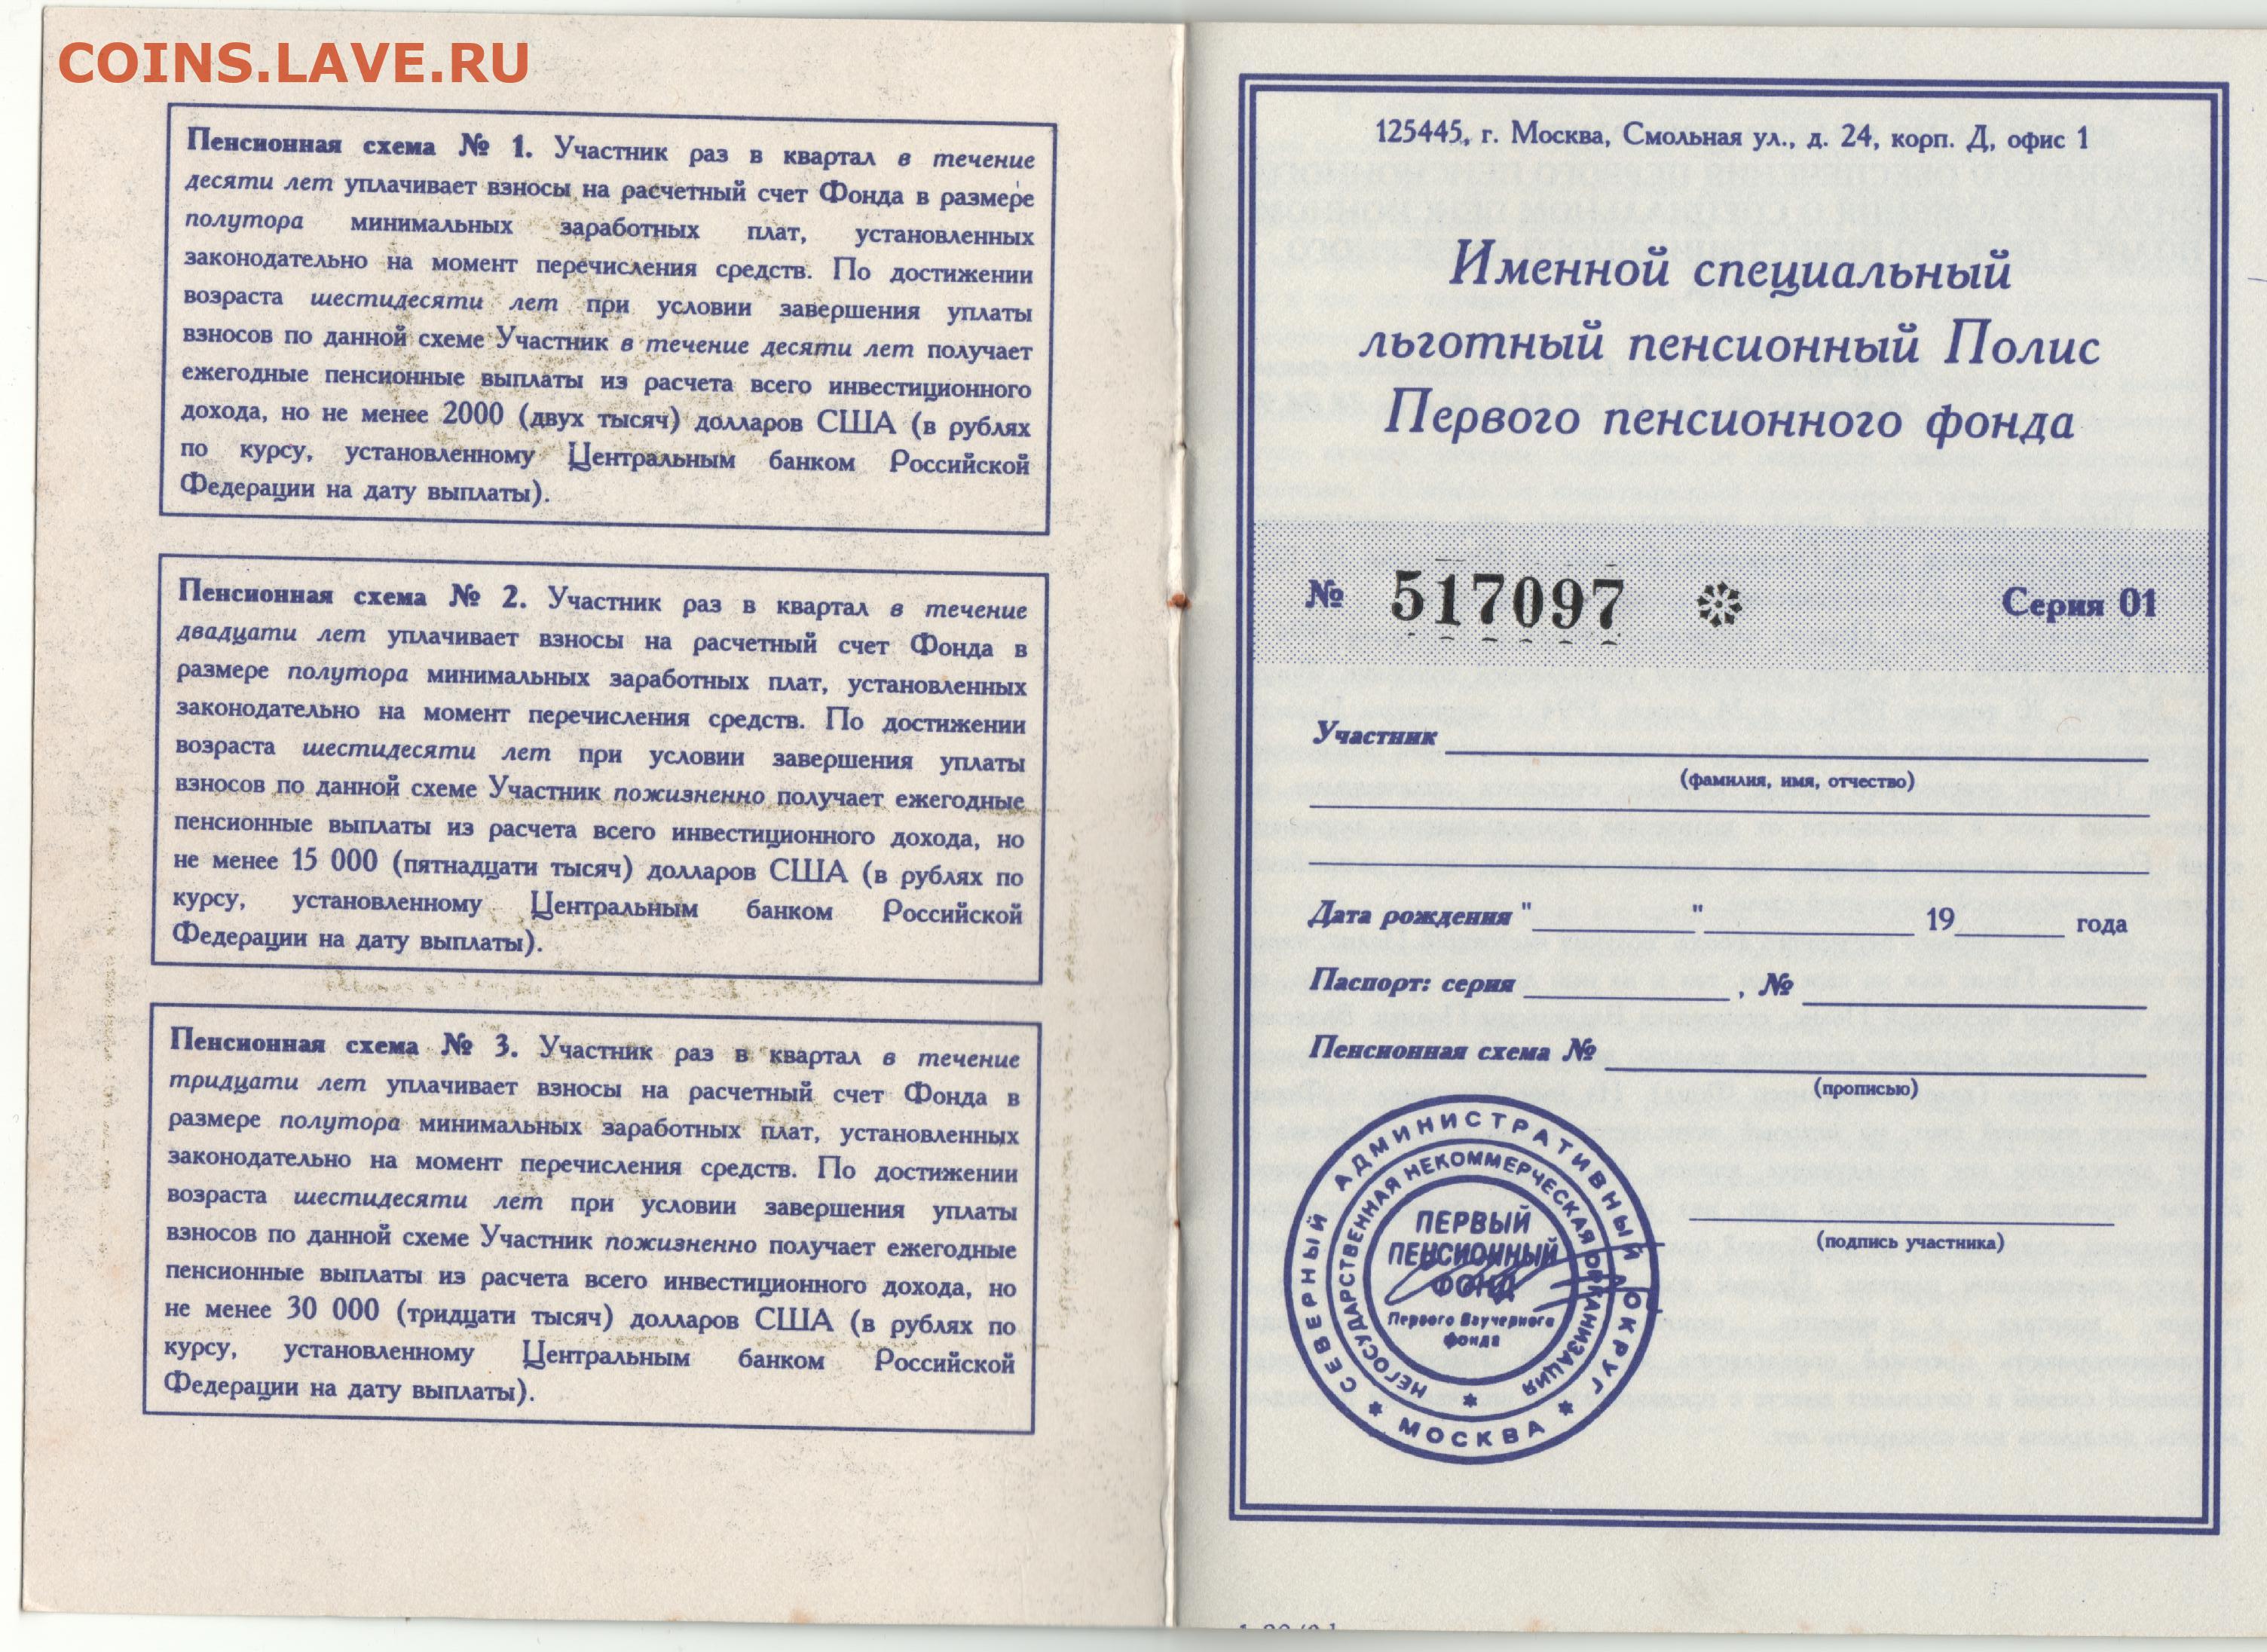 COINS.LAVE.RU
Пенсионная схема № 1. Участник раз в квартал в течение
десяти лет уплачивает взносы на расчетный счет Фонда в размере
полутора минимальных заработных плат, установленных
законодательно на момент перечисления средств. По достижении
возраста шестидесяти лет при условии завершения уплаты
взносов по данной схеме Участник в течение десяти лет получает
ежегодные пенсионные выплаты из расчета всего инвестиционного
дохода, но не менее 2000 (двух тысяч) долларов США (в рублях
по курсу, установленному Центральным банком Российской
Федерации на дату выплаты).
Пенсионная схема № 2. Участник раз в квартал в течение
двадцати лет уплачивает взносы на расчетный счет Фонда в
размере полутора минимальных заработных плат, установленных
законодательно на момент перечисления средств. По достижении
возраста шестидесяти лет при условии завершения уплаты
взносов по данной схеме Участник пожизненно получает ежегодные
пенсионные выплаты из расчета всего инвестиционного дохода, но
не менее 15 000 (пятнадцати тысяч) долларов США (в рублях по
курсу, установленному Центральным банком Российской
Федерации на дату выплаты).
Пенсионная схема № 3. Участник раз в квартал в течение
тридцати лет уплачивает взносы на расчетный счет Фонда в
размере полутора минимальных заработных плат, установленных
законодательно на момент перечисления средств. По достижении
возраста шестидесяти лет при условии завершения уплаты
взносов по данной схеме Участник пожизненно получает ежегодные
пенсионные выплаты из расчета всего инвестиционного дохода, но
не менее 30 000 (тридцати тысяч) долларов США (в рублях по
курсу, установленному Центральным банком Российской
Федерации на дату выплаты).
125445, г. Москва, Смольная ул., д. 24, корп. Д, офис 1
Именной специальный
льготный пенсионный Полис
Первого пенсионного фонда
№ 517097 Серия 01
Участник
(фамилия, имя, отчество)
Дата рождения " " 19 года
Паспорт: серия , №
Пенсионная схема №
(прописью)
(подпись участника)
СЕВЕРНЫЙ АДМИНИСТРАТИВНЫЙ ОКРУГ * МОСКВА *
НЕГОСУДАРСТВЕННАЯ НЕКОММЕРЧЕСКАЯ ОРГАНИЗАЦИЯ *
ПЕРВЫЙ
ПЕНСИОННЫЙ
ФОНД
Первого Ваучерного
фонда